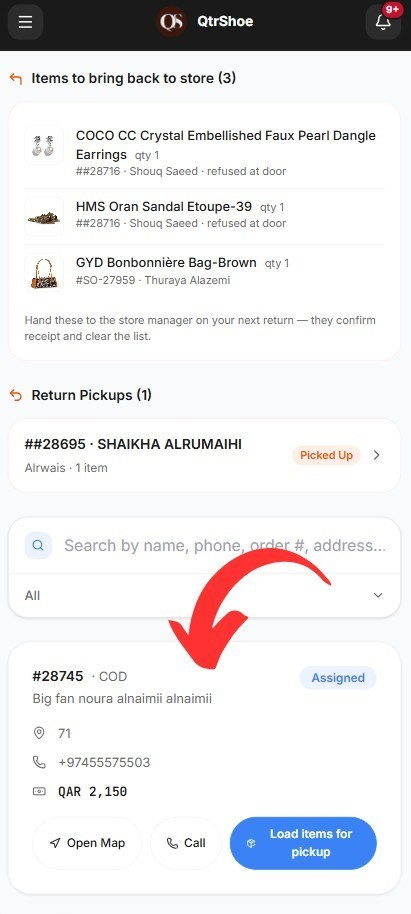 QS QtrShoe 9+
Items to bring back to store (3)
COCO CC Crystal Embellished Faux Pearl Dangle
Earrings qty 1
##28716 · Shouq Saeed · refused at door
HMS Oran Sandal Etoupe-39 qty 1
##28716 · Shouq Saeed · refused at door
GYD Bonbonnière Bag-Brown qty 1
#SO-27959 · Thuraya Alazemi
Hand these to the store manager on your next return — they confirm
receipt and clear the list.
Return Pickups (1)
##28695 · SHAIKHA ALRUMAIHI
Picked Up
Alrwais · 1 item
Search by name, phone, order #, address...
All
#28745 · COD
Assigned
Big fan noura alnaimii alnaimii
71
+97455575503
QAR 2,150
Open Map
Call
Load items for
pickup